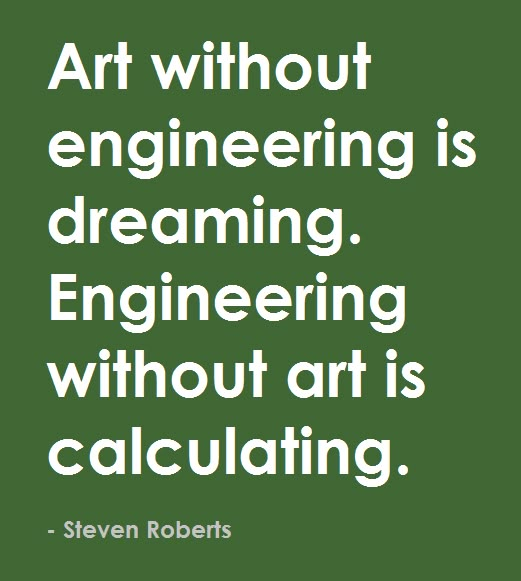 Art without
engineering is
dreaming.
Engineering
without art is
calculating.
- Steven Roberts